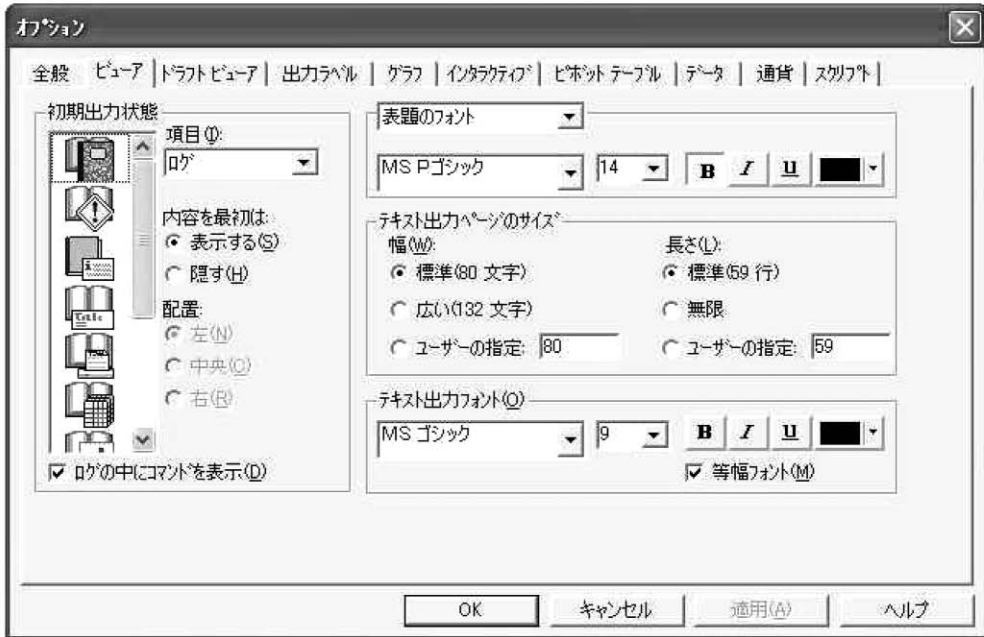 オプション
全般 ビューア ドラフト ビューア 出力ラベル グラフ インタラクティブ ピボット テーブル データ 通貨 スクリプト
初期出力状態
項目(I):
ログ
内容を最初は:
表示する(S)
隠す(H)
配置:
左(N)
中央(C)
右(R)
Title
ログの中にコマンドを表示(D)
表題のフォント
MS Pゴシック 14 B I U
テキスト出力ページのサイズ
幅(W): 長さ(L):
標準(80 文字) 標準(59 行)
広い(132 文字) 無限
ユーザーの指定: 80 ユーザーの指定: 59
テキスト出力フォント(O)
MS ゴシック 9 B I U
等幅フォント(M)
OK キャンセル 適用(A) ヘルプ